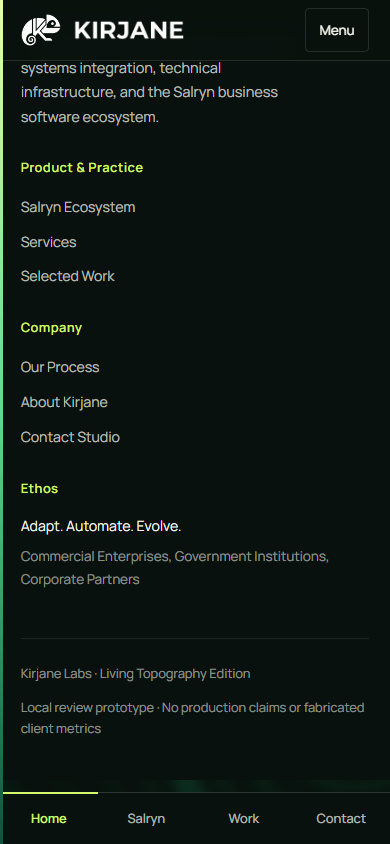 KIRJANE
Menu
systems integration, technical
infrastructure, and the Salryn business
software ecosystem.
Product & Practice
Salryn Ecosystem
Services
Selected Work
Company
Our Process
About Kirjane
Contact Studio
Ethos
Adapt. Automate. Evolve.
Commercial Enterprises, Government Institutions,
Corporate Partners
Kirjane Labs · Living Topography Edition
Local review prototype · No production claims or fabricated
client metrics
Home
Salryn
Work
Contact